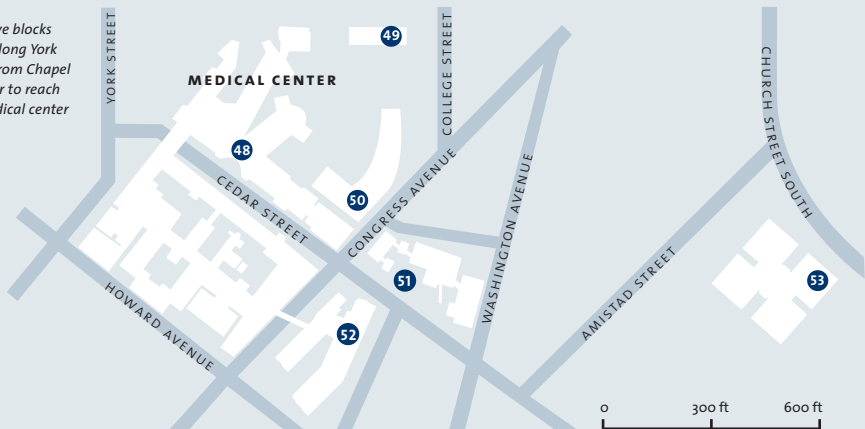 ve blocks
long York
rom Chapel
r to reach
dical center
YORK STREET
MEDICAL CENTER
49
COLLEGE STREET
CHURCH STREET SOUTH
48
CEDAR STREET
50
CONGRESS AVENUE
WASHINGTON AVENUE
51
AMISTAD STREET
53
HOWARD AVENUE
52
0 300 ft 600 ft